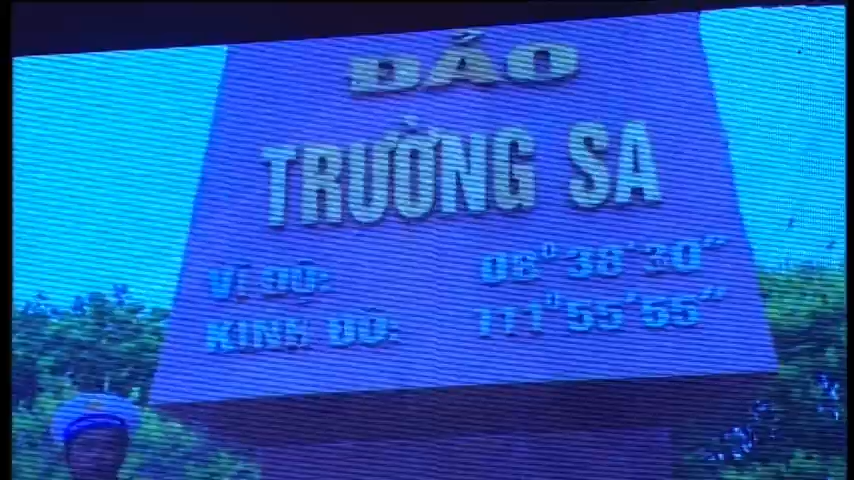 ĐẢO
TRƯỜNG SA
VĨ ĐỘ: 08° 38' 30"
KINH ĐỘ: 111° 55' 55"